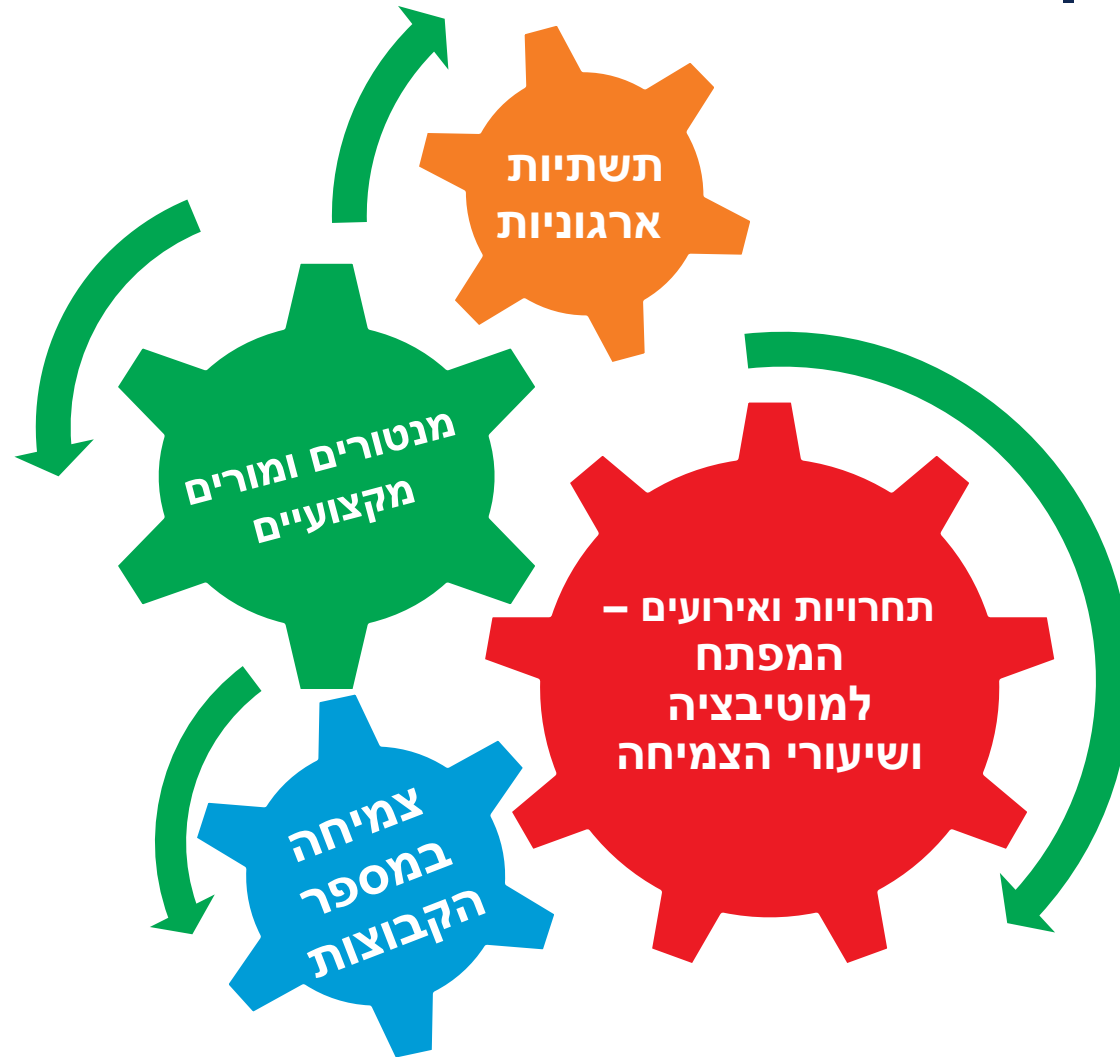 תשתיות
ארגוניות
מנטורים ומורים
מקצועיים
תחרויות ואירועים –
המפתח
למוטיבציה
ושיעורי הצמיחה
צמיחה
במספר
הקבוצות